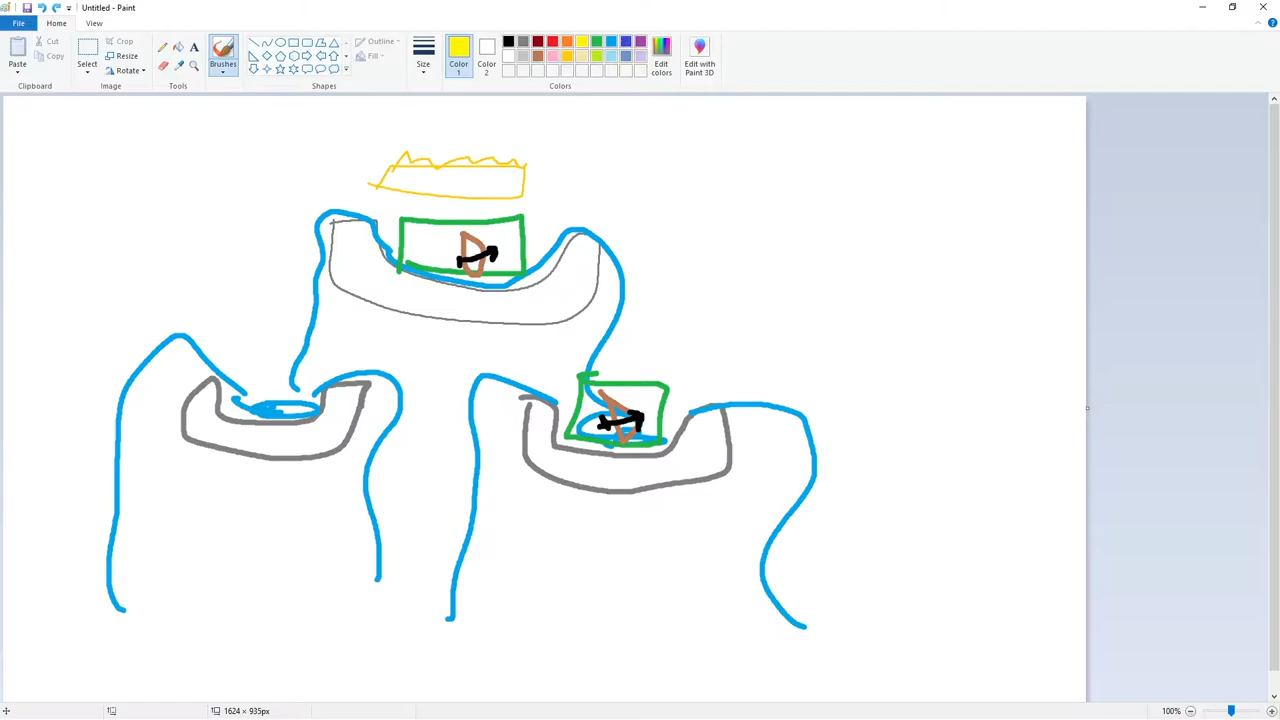 Untitled - Paint
File
Home
View
Paste
Cut
Copy
Clipboard
Select
Crop
Resize
Rotate
Image
A
Tools
Brushes
Outline
Fill
Shapes
Size
Color
1
Color
2
Edit
colors
Edit with
Paint 3D
Colors
1624 × 935px
100%